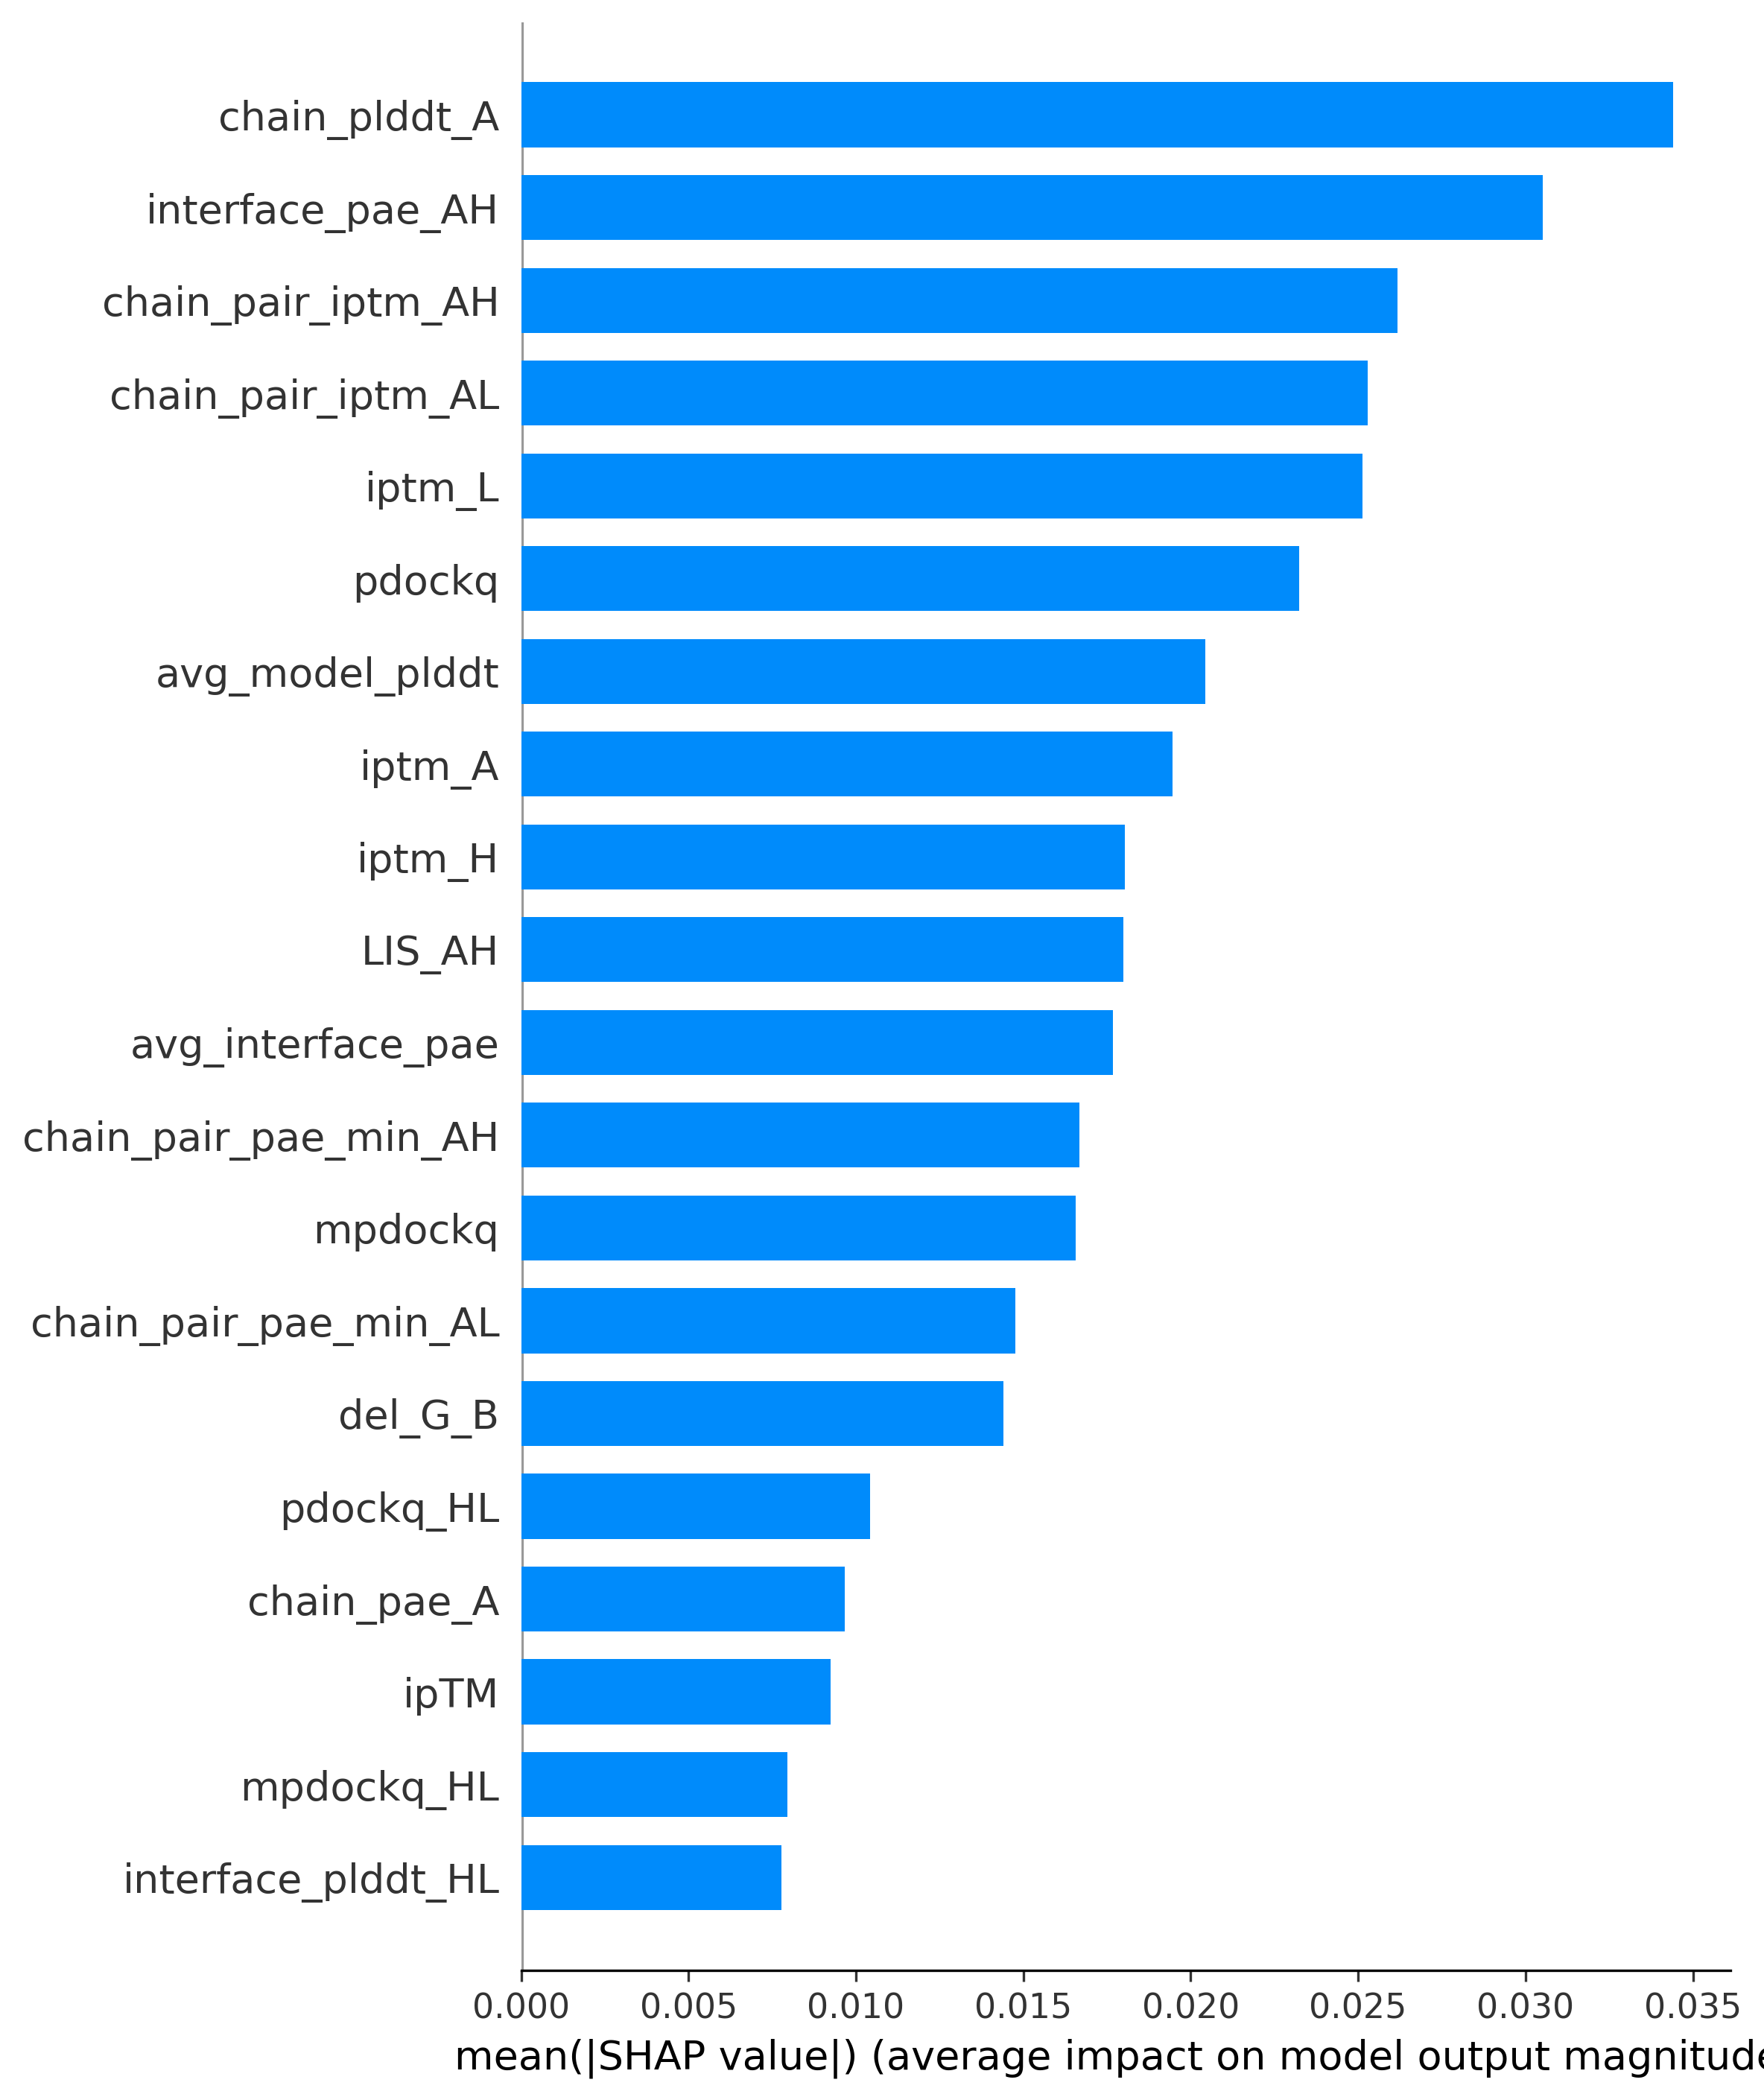 chain_plddt_A
interface_pae_AH
chain_pair_iptm_AH
chain_pair_iptm_AL
iptm_L
pdockq
avg_model_plddt
iptm_A
iptm_H
LIS_AH
avg_interface_pae
chain_pair_pae_min_AH
mpdockq
chain_pair_pae_min_AL
del_G_B
pdockq_HL
chain_pae_A
ipTM
mpdockq_HL
interface_plddt_HL
0.000 0.005 0.010 0.015 0.020 0.025 0.030 0.035
mean(|SHAP value|) (average impact on model output magnitude